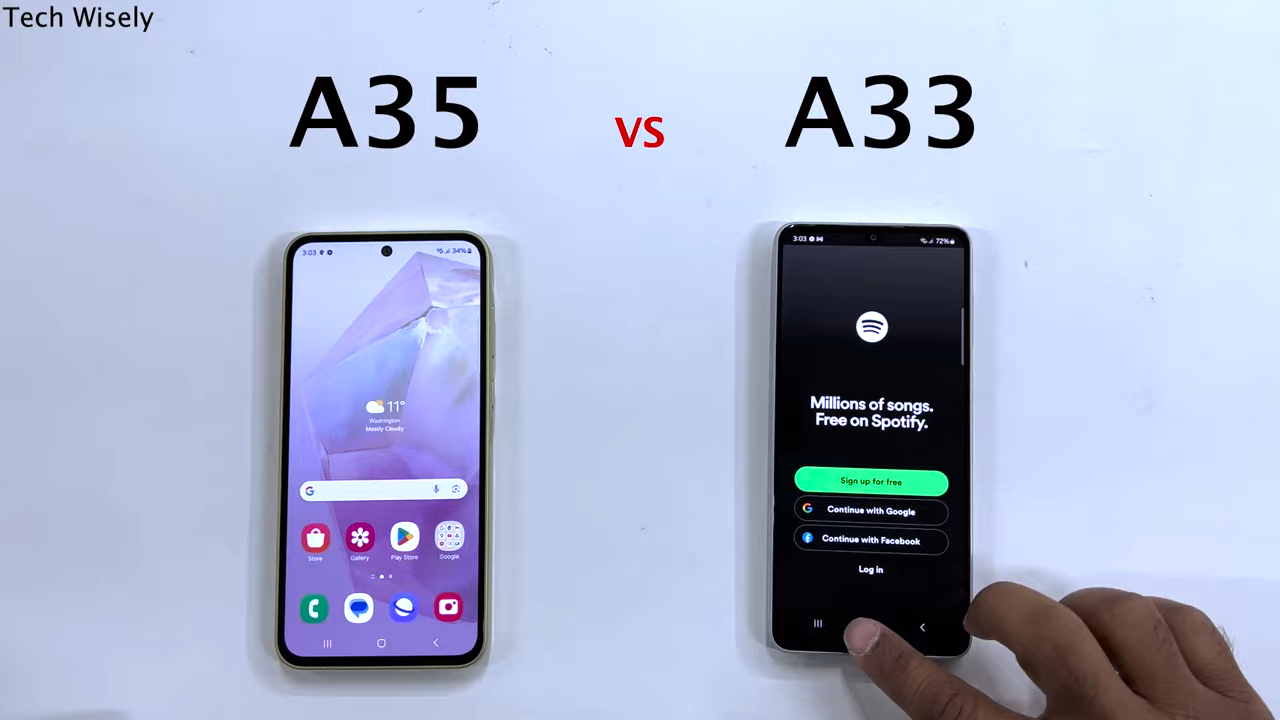 Tech Wisely
A35 vs A33
3:03
34%
11°
Washington
Mostly Cloudy
Store
Gallery
Play Store
Google
3:03
72%
Millions of songs.
Free on Spotify.
Sign up for free
Continue with Google
Continue with Facebook
Log in